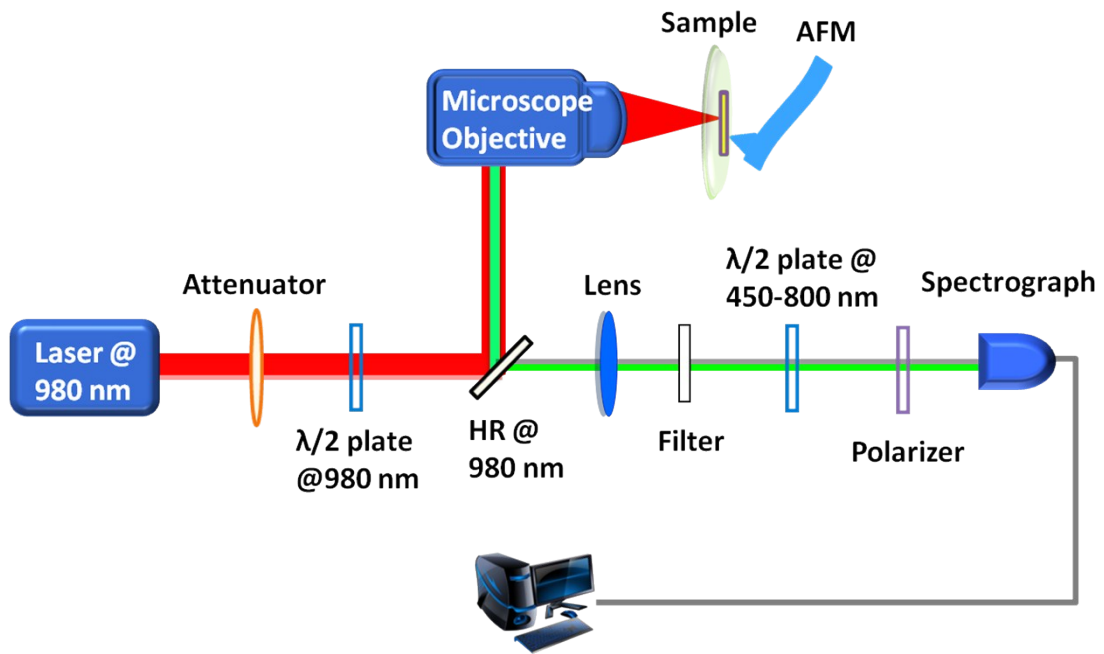 Sample
AFM
Microscope
Objective
Attenuator
λ/2 plate @
450-800 nm
Lens
Spectrograph
Laser @
980 nm
λ/2 plate
@980 nm
HR @
980 nm
Filter
Polarizer